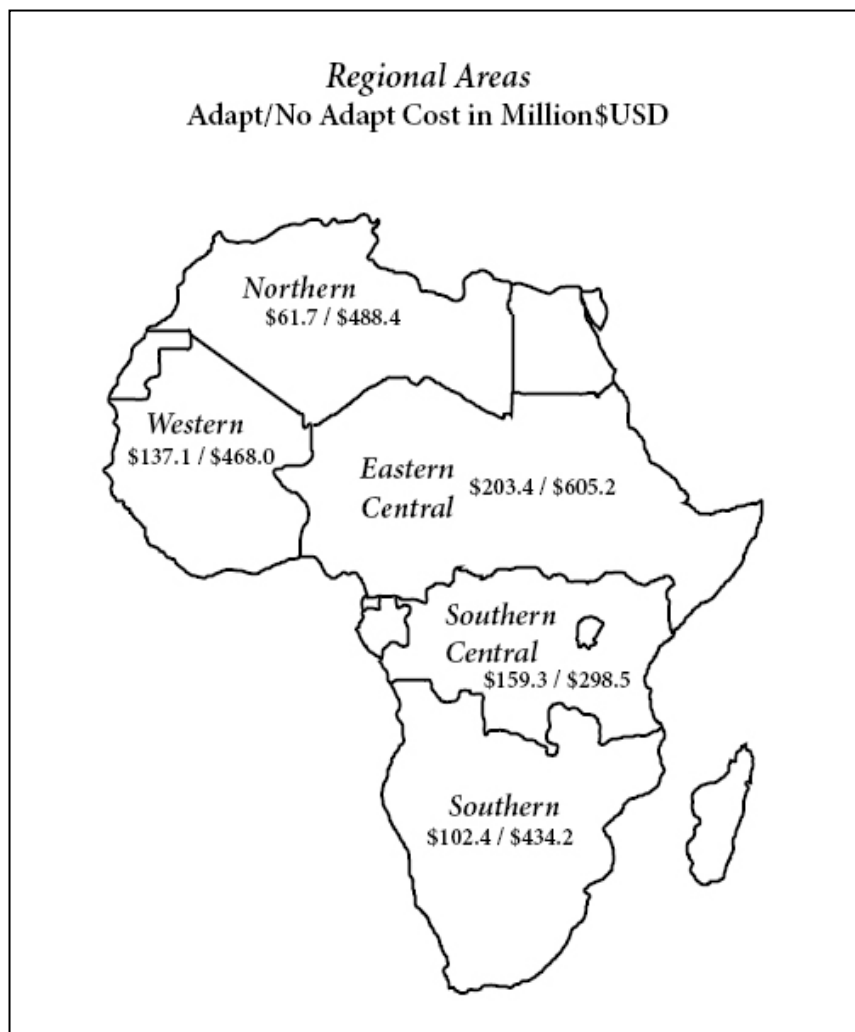 Regional Areas
Adapt/No Adapt Cost in Million$USD
Northern
$61.7 / $488.4
Western
$137.1 / $468.0
Eastern
Central
$203.4 / $605.2
Southern
Central
$159.3 / $298.5
Southern
$102.4 / $434.2